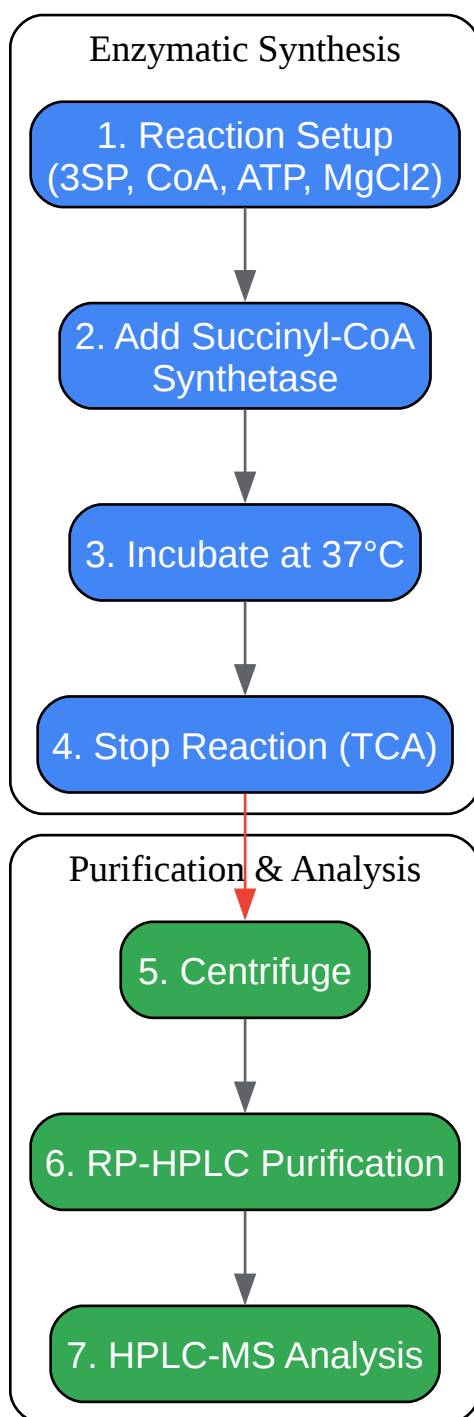 Enzymatic Synthesis
1. Reaction Setup
(3SP, CoA, ATP, MgCl2)
2. Add Succinyl-CoA
Synthetase
3. Incubate at 37°C
4. Stop Reaction (TCA)
Purification & Analysis
5. Centrifuge
6. RP-HPLC Purification
7. HPLC-MS Analysis